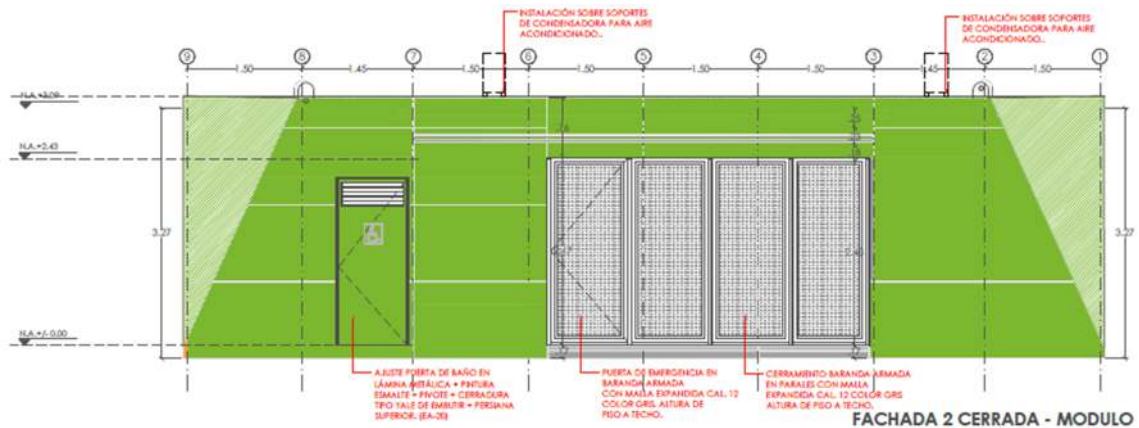 INSTALACIÓN SOBRE SOPORTES
DE CONDENSADORA PARA AIRE
ACONDICIONADO..
INSTALACIÓN SOBRE SOPORTES
DE CONDENSADORA PARA AIRE
ACONDICIONADO..
9 8 7 6 5 4 3 2 1
1.50 1.45 1.50 1.50 1.50 1.50 1.45 1.50
N.A.+2.43
3.27
3.27
N.A.+/- 0.00
AJUSTE PUERTA DE BAÑO EN
LÁMINA METÁLICA + PINTURA
ESMALTE + PIVOTE + CERRADURA
TIPO YALE DE EMBUTIR + PERSIANA
SUPERIOR. (EA-20)
PUERTA DE EMERGENCIA EN
BARANDA ARMADA
CON MALLA EXPANDIDA CAL. 12
COLOR GRIS. ALTURA DE
PISO A TECHO.
CERRAMIENTO BARANDA ARMADA
EN PARALES CON MALLA
EXPANDIDA CAL. 12 COLOR GRIS
ALTURA DE PISO A TECHO.
FACHADA 2 CERRADA - MODULO